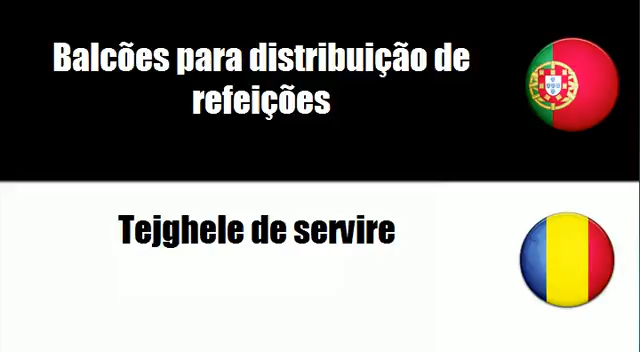 Balcões para distribuição de
refeições
Tejghele de servire